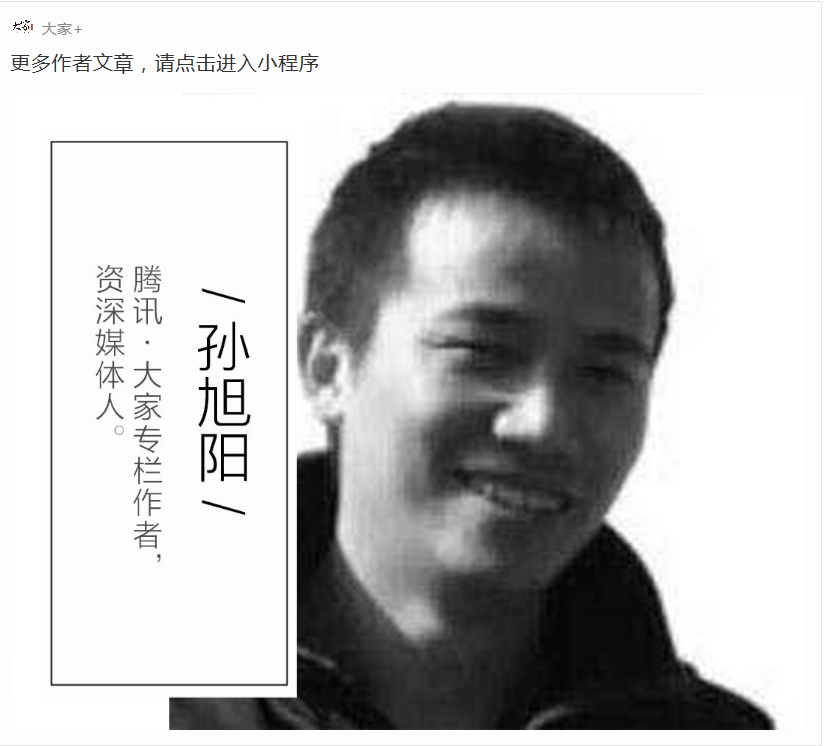 大家 大家+
更多作者文章，请点击进入小程序
/ 孙旭阳 /
腾讯·大家专栏作者，
资深媒体人。